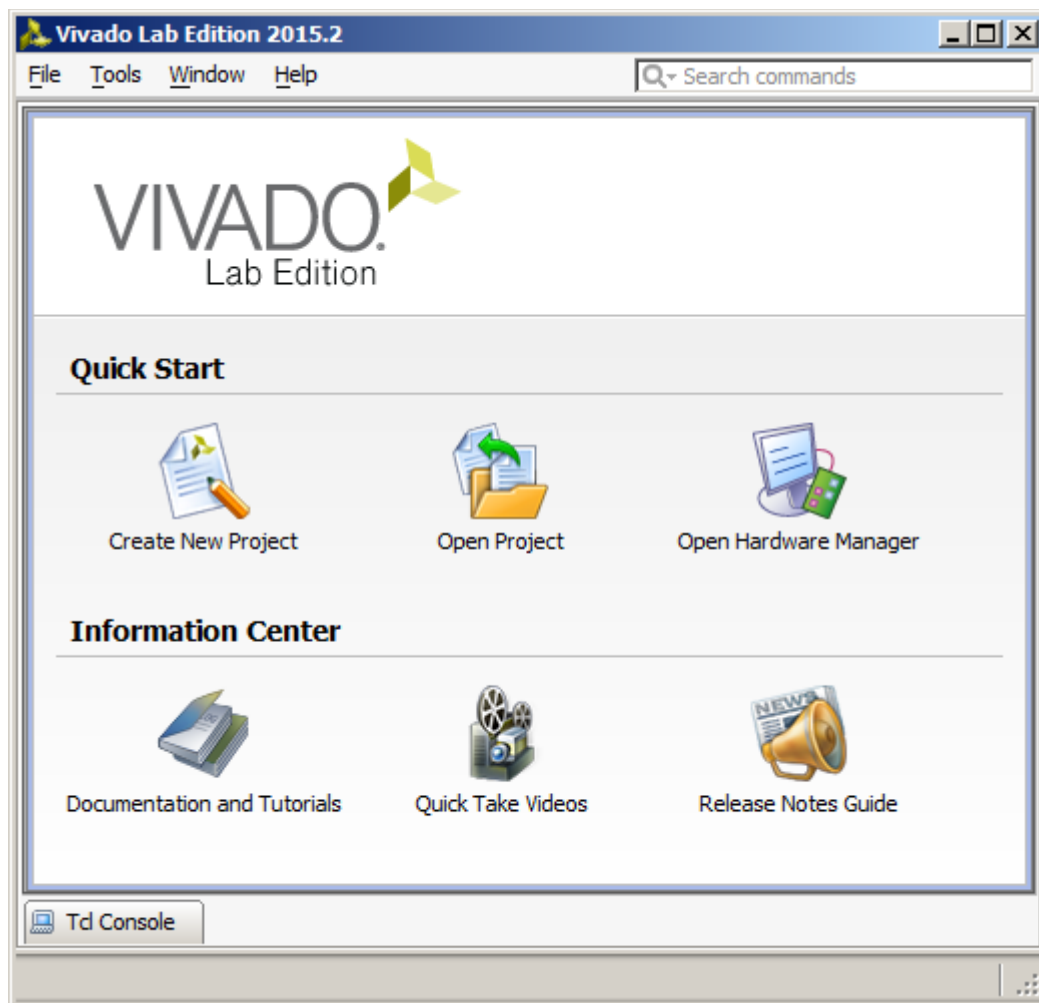 Vivado Lab Edition 2015.2
File Tools Window Help Search commands
VIVADO.
Lab Edition
Quick Start
Create New Project Open Project Open Hardware Manager
Information Center
NEWS
Documentation and Tutorials Quick Take Videos Release Notes Guide
Tcl Console